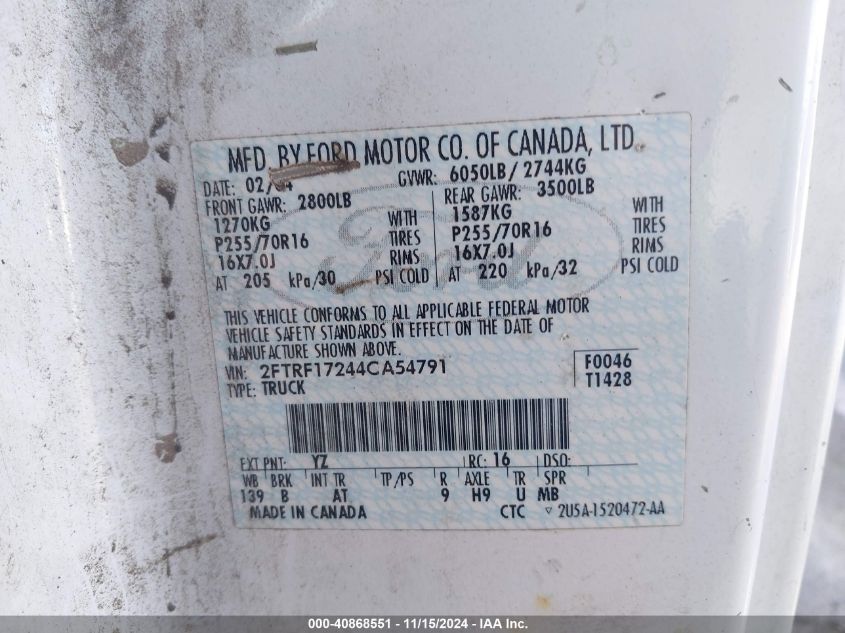 MFD. BY FORD MOTOR CO. OF CANADA, LTD.
DATE: 02/04 GVWR: 6050LB / 2744KG
FRONT GAWR: 2800LB REAR GAWR: 3500LB
1270KG WITH 1587KG WITH
P255/70R16 TIRES P255/70R16 TIRES
16X7.0J RIMS 16X7.0J RIMS
AT 205 kPa/30 PSI COLD AT 220 kPa/32 PSI COLD
Ford
THIS VEHICLE CONFORMS TO ALL APPLICABLE FEDERAL MOTOR
VEHICLE SAFETY STANDARDS IN EFFECT ON THE DATE OF
MANUFACTURE SHOWN ABOVE.
VIN: 2FTRF17244CA54791 F0046
TYPE: TRUCK T1428
EXT PNT: YZ RC: 16 DSO:
WB BRK INT TR TP/PS R AXLE TR SPR
139 B AT 9 H9 U MB
MADE IN CANADA CTC ▽ 2U5A-1520472-AA
000-40868551 - 11/15/2024 - IAA Inc.